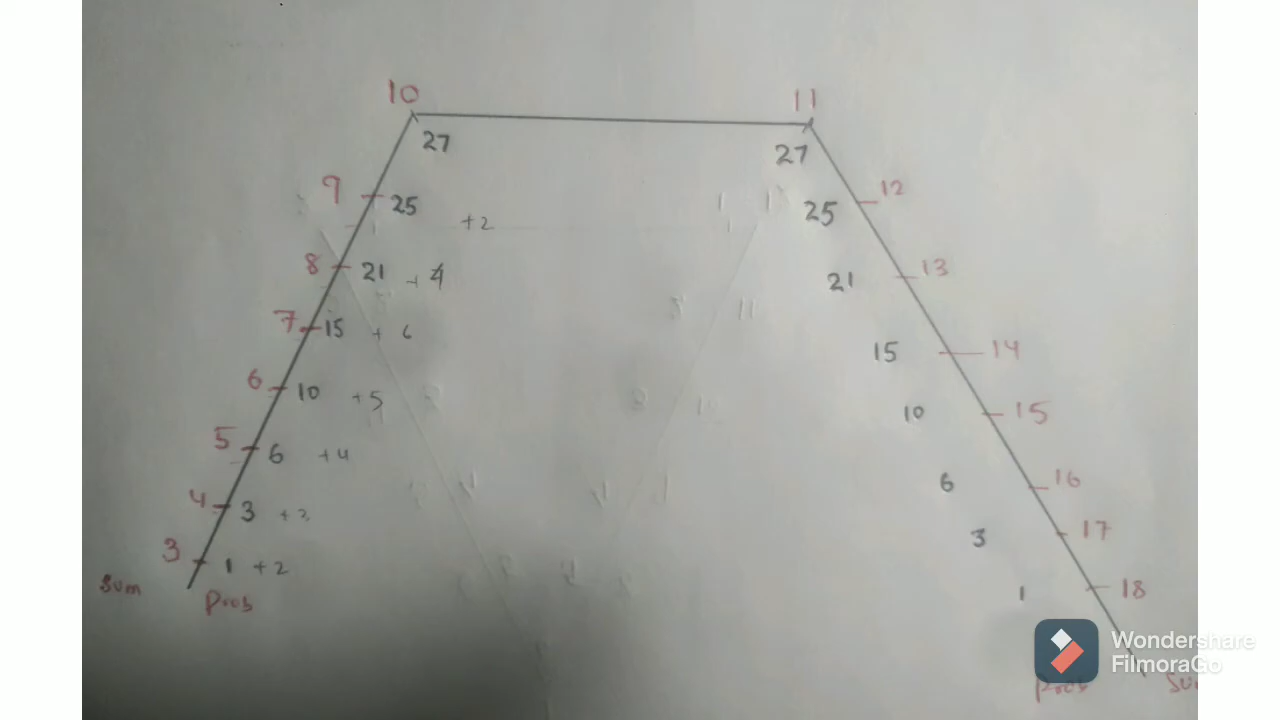 10 11
27 27
9 25 +2 25 12
8 21 +4 21 13
7 15 + 6 15 14
6 10 +5 10 15
5 6 +4 6 16
4 3 3 17
3 1 +2 1 18
Sum Prob
Prob
Wondershare
FilmoraGo